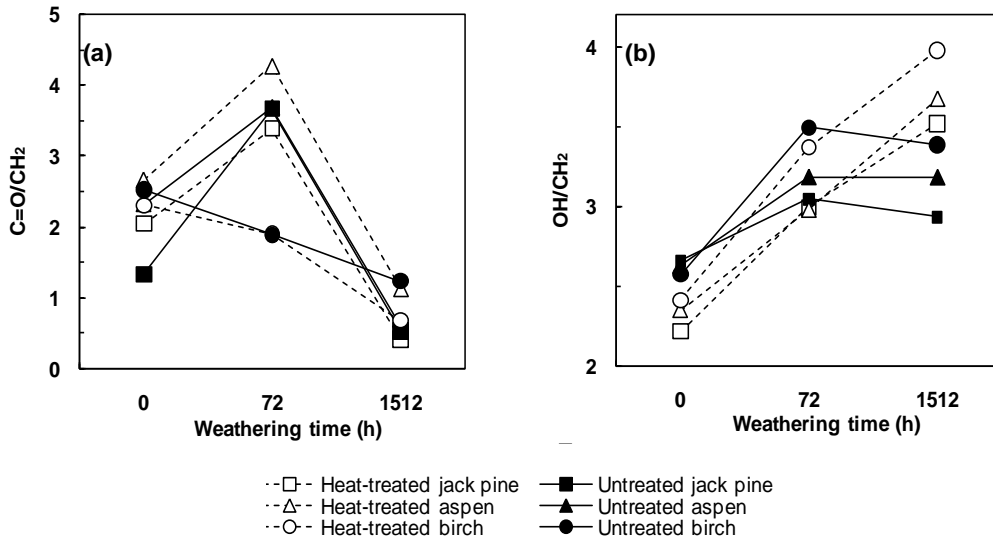 (a)
5
4
3
2
1
0
C=O/CH2
0 72 1512
Weathering time (h)
(b)
4
3
2
OH/CH2
0 72 1512
Weathering time (h)
Heat-treated jack pine
Heat-treated aspen
Heat-treated birch
Untreated jack pine
Untreated aspen
Untreated birch